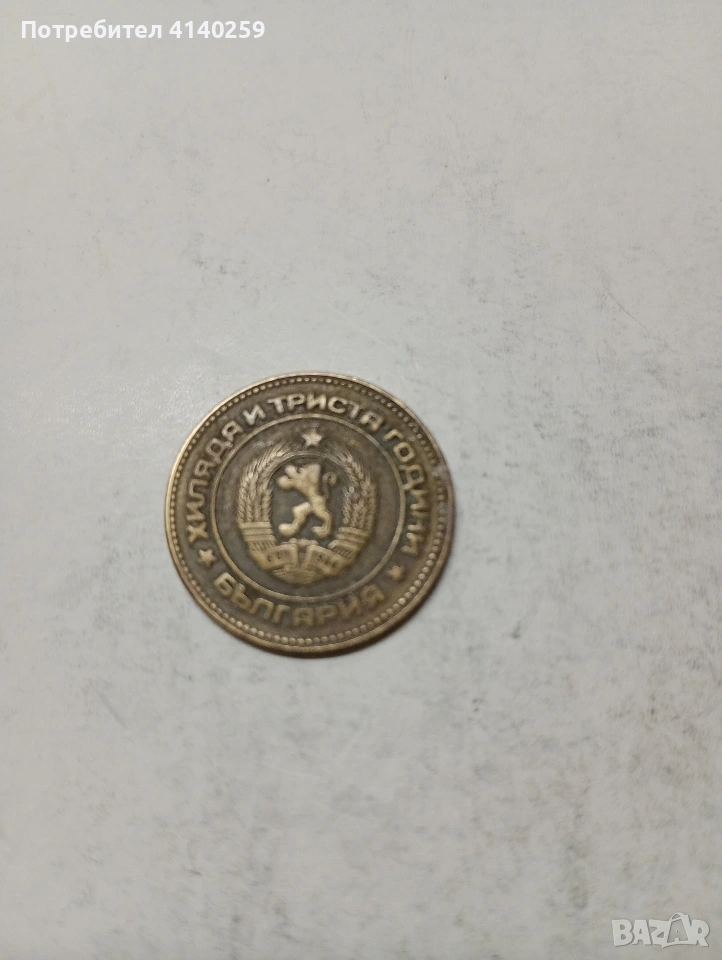 Потребител 4140259
ХИЛЯДА И ТРИСТА ГОДИНИ
БЪЛГАРИЯ
BAZAR